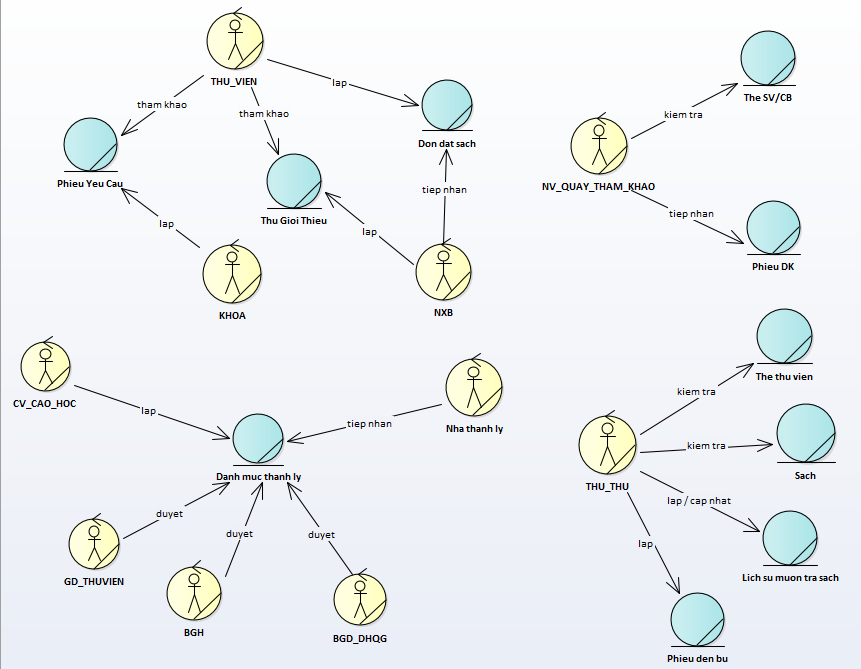 THU_VIEN
tham khao
lap
tham khao
Don dat sach
Phieu Yeu Cau
Thu Gioi Thieu
tiep nhan
lap
lap
KHOA
NXB
The SV/CB
kiem tra
NV_QUAY_THAM_KHAO
tiep nhan
Phieu DK
CV_CAO_HOC
lap
tiep nhan
Nha thanh ly
Danh muc thanh ly
duyet
duyet
duyet
GD_THUVIEN
BGH
BGD_DHQG
The thu vien
kiem tra
kiem tra
Sach
THU_THU
lap / cap nhat
lap
Lich su muon tra sach
Phieu den bu